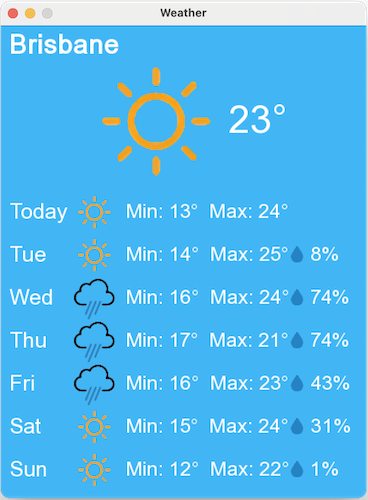 Weather
Brisbane
23°
Today Min: 13° Max: 24°
Tue Min: 14° Max: 25° 8%
Wed Min: 16° Max: 24° 74%
Thu Min: 17° Max: 21° 74%
Fri Min: 16° Max: 23° 43%
Sat Min: 15° Max: 24° 31%
Sun Min: 12° Max: 22° 1%